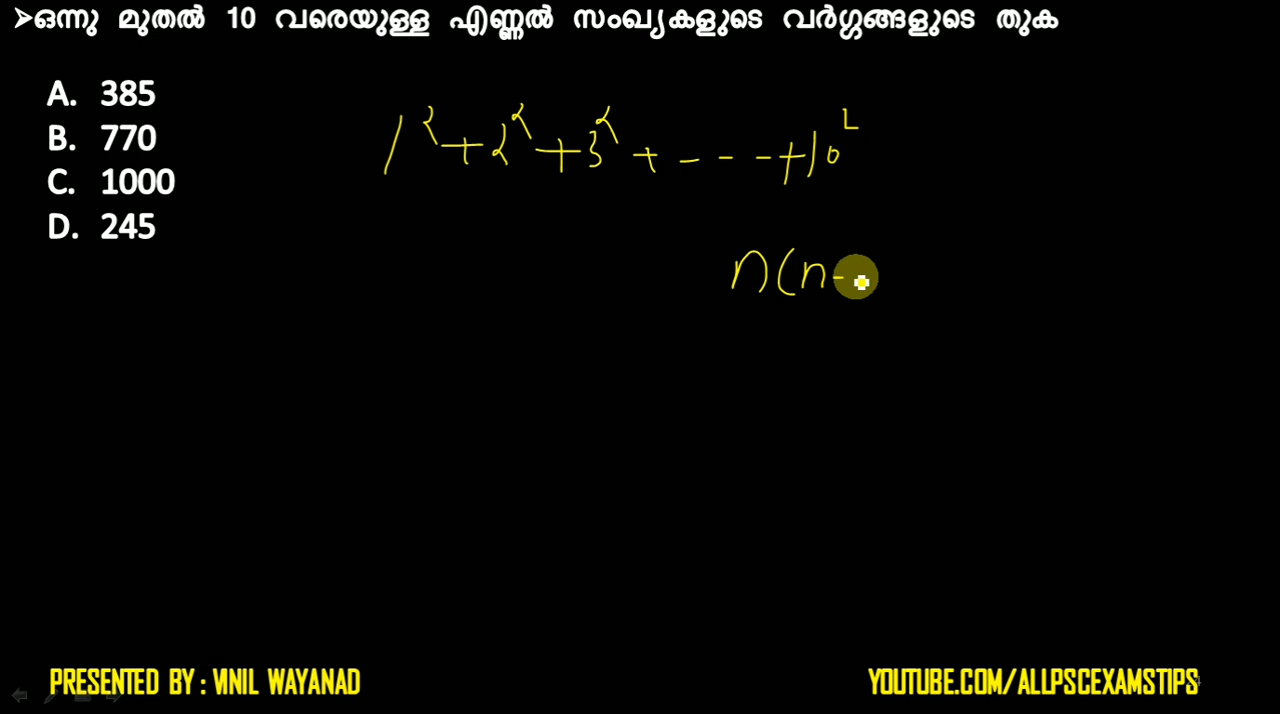 ➢ഒന്നു മുതൽ 10 വരെയുള്ള എണ്ണൽ സംഖ്യകളുടെ വർഗ്ഗങ്ങളുടെ തുക
A. 385
B. 770
C. 1000
D. 245
1² + 2² + 3² + - - - - + 10²
n(n-
PRESENTED BY : VINIL WAYANAD
YOUTUBE.COM/ALLPSCEXAMSTIPS